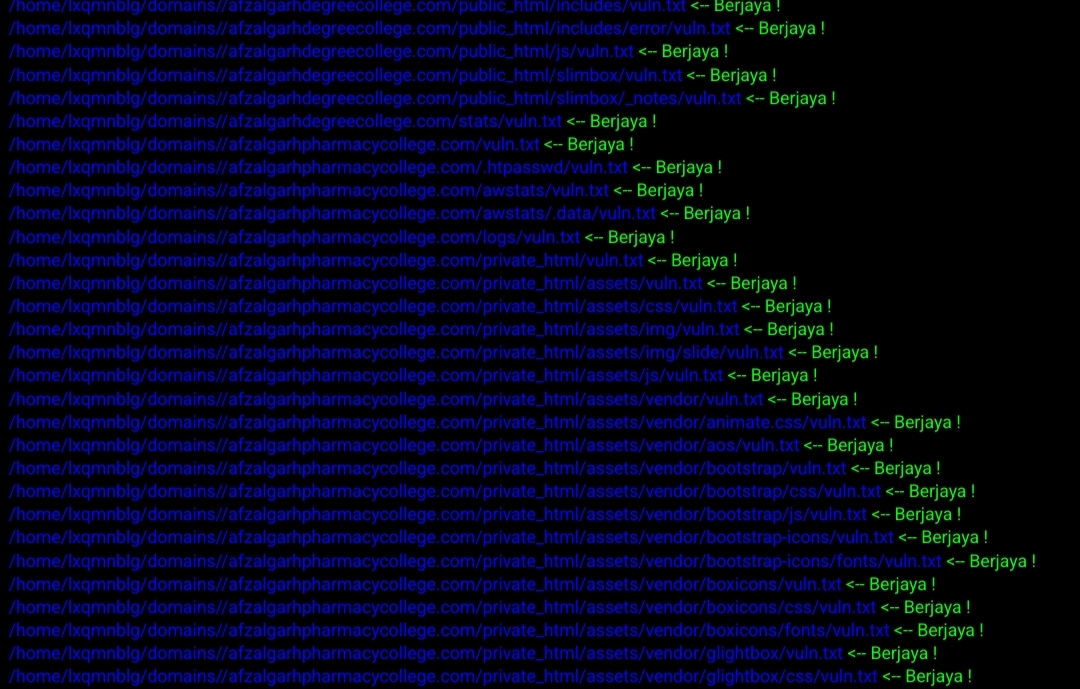 /home/lxqmnblg/domains//afzalgarhdegreecollege.com/public_html/includes/vuln.txt <-- Berjaya !
/home/lxqmnblg/domains//afzalgarhdegreecollege.com/public_html/includes/error/vuln.txt <-- Berjaya !
/home/lxqmnblg/domains//afzalgarhdegreecollege.com/public_html/js/vuln.txt <-- Berjaya !
/home/lxqmnblg/domains//afzalgarhdegreecollege.com/public_html/slimbox/vuln.txt <-- Berjaya !
/home/lxqmnblg/domains//afzalgarhdegreecollege.com/public_html/slimbox/_notes/vuln.txt <-- Berjaya !
/home/lxqmnblg/domains//afzalgarhdegreecollege.com/stats/vuln.txt <-- Berjaya !
/home/lxqmnblg/domains//afzalgarhpharmacycollege.com/vuln.txt <-- Berjaya !
/home/lxqmnblg/domains//afzalgarhpharmacycollege.com/.htpasswd/vuln.txt <-- Berjaya !
/home/lxqmnblg/domains//afzalgarhpharmacycollege.com/awstats/vuln.txt <-- Berjaya !
/home/lxqmnblg/domains//afzalgarhpharmacycollege.com/awstats/.data/vuln.txt <-- Berjaya !
/home/lxqmnblg/domains//afzalgarhpharmacycollege.com/logs/vuln.txt <-- Berjaya !
/home/lxqmnblg/domains//afzalgarhpharmacycollege.com/private_html/vuln.txt <-- Berjaya !
/home/lxqmnblg/domains//afzalgarhpharmacycollege.com/private_html/assets/vuln.txt <-- Berjaya !
/home/lxqmnblg/domains//afzalgarhpharmacycollege.com/private_html/assets/css/vuln.txt <-- Berjaya !
/home/lxqmnblg/domains//afzalgarhpharmacycollege.com/private_html/assets/img/vuln.txt <-- Berjaya !
/home/lxqmnblg/domains//afzalgarhpharmacycollege.com/private_html/assets/img/slide/vuln.txt <-- Berjaya !
/home/lxqmnblg/domains//afzalgarhpharmacycollege.com/private_html/assets/js/vuln.txt <-- Berjaya !
/home/lxqmnblg/domains//afzalgarhpharmacycollege.com/private_html/assets/vendor/vuln.txt <-- Berjaya !
/home/lxqmnblg/domains//afzalgarhpharmacycollege.com/private_html/assets/vendor/animate.css/vuln.txt <-- Berjaya !
/home/lxqmnblg/domains//afzalgarhpharmacycollege.com/private_html/assets/vendor/aos/vuln.txt <-- Berjaya !
/home/lxqmnblg/domains//afzalgarhpharmacycollege.com/private_html/assets/vendor/bootstrap/vuln.txt <-- Berjaya !
/home/lxqmnblg/domains//afzalgarhpharmacycollege.com/private_html/assets/vendor/bootstrap/css/vuln.txt <-- Berjaya !
/home/lxqmnblg/domains//afzalgarhpharmacycollege.com/private_html/assets/vendor/bootstrap/js/vuln.txt <-- Berjaya !
/home/lxqmnblg/domains//afzalgarhpharmacycollege.com/private_html/assets/vendor/bootstrap-icons/vuln.txt <-- Berjaya !
/home/lxqmnblg/domains//afzalgarhpharmacycollege.com/private_html/assets/vendor/bootstrap-icons/fonts/vuln.txt <-- Berjaya !
/home/lxqmnblg/domains//afzalgarhpharmacycollege.com/private_html/assets/vendor/boxicons/vuln.txt <-- Berjaya !
/home/lxqmnblg/domains//afzalgarhpharmacycollege.com/private_html/assets/vendor/boxicons/css/vuln.txt <-- Berjaya !
/home/lxqmnblg/domains//afzalgarhpharmacycollege.com/private_html/assets/vendor/boxicons/fonts/vuln.txt <-- Berjaya !
/home/lxqmnblg/domains//afzalgarhpharmacycollege.com/private_html/assets/vendor/glightbox/vuln.txt <-- Berjaya !
/home/lxqmnblg/domains//afzalgarhpharmacycollege.com/private_html/assets/vendor/glightbox/css/vuln.txt <-- Berjaya !